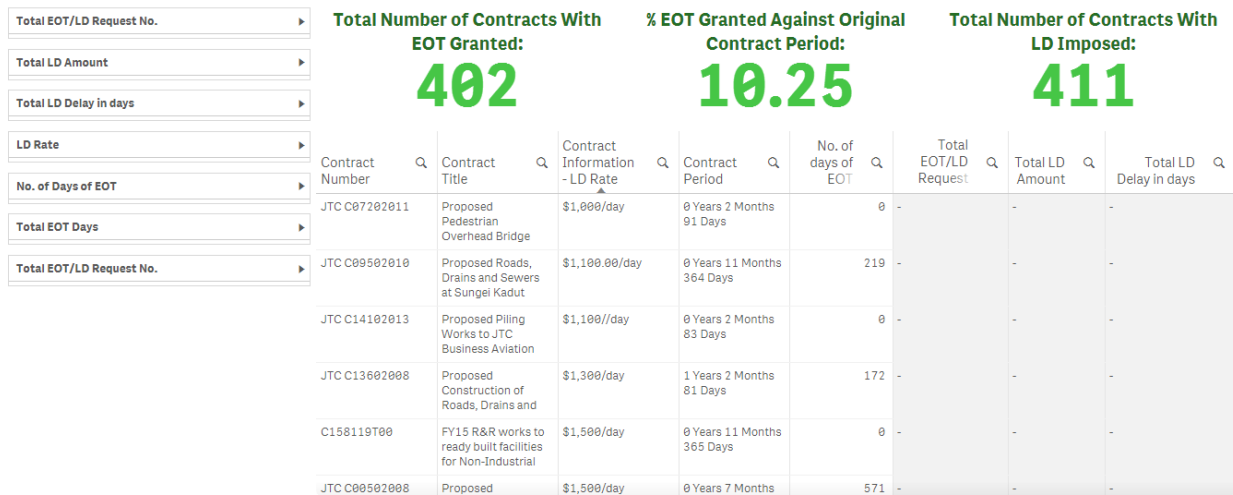 Total EOT/LD Request No.
Total LD Amount
Total LD Delay in days
LD Rate
No. of Days of EOT
Total EOT Days
Total EOT/LD Request No.
Total Number of Contracts With
EOT Granted:
402
% EOT Granted Against Original
Contract Period:
10.25
Total Number of Contracts With
LD Imposed:
411
Contract
Number
Contract
Title
Contract
Information
- LD Rate
Contract
Period
No. of
days of
EOT
Total
EOT/LD
Request
Total LD
Amount
Total LD
Delay in days
JTC C07202011
Proposed
Pedestrian
Overhead Bridge
$1,000/day
0 Years 2 Months
91 Days
0
-
-
-
JTC C09502010
Proposed Roads,
Drains and Sewers
at Sungei Kadut
$1,100.00/day
0 Years 11 Months
364 Days
219
-
-
-
JTC C14102013
Proposed Piling
Works to JTC
Business Aviation
$1,100//day
0 Years 2 Months
83 Days
0
-
-
-
JTC C13602008
Proposed
Construction of
Roads, Drains and
$1,300/day
1 Years 2 Months
81 Days
172
-
-
-
C158119T00
FY15 R&R works to
ready built facilities
for Non-Industrial
$1,500/day
0 Years 11 Months
365 Days
0
-
-
-
JTC C00502008
Proposed
$1,500/day
0 Years 7 Months
571
-
-
-